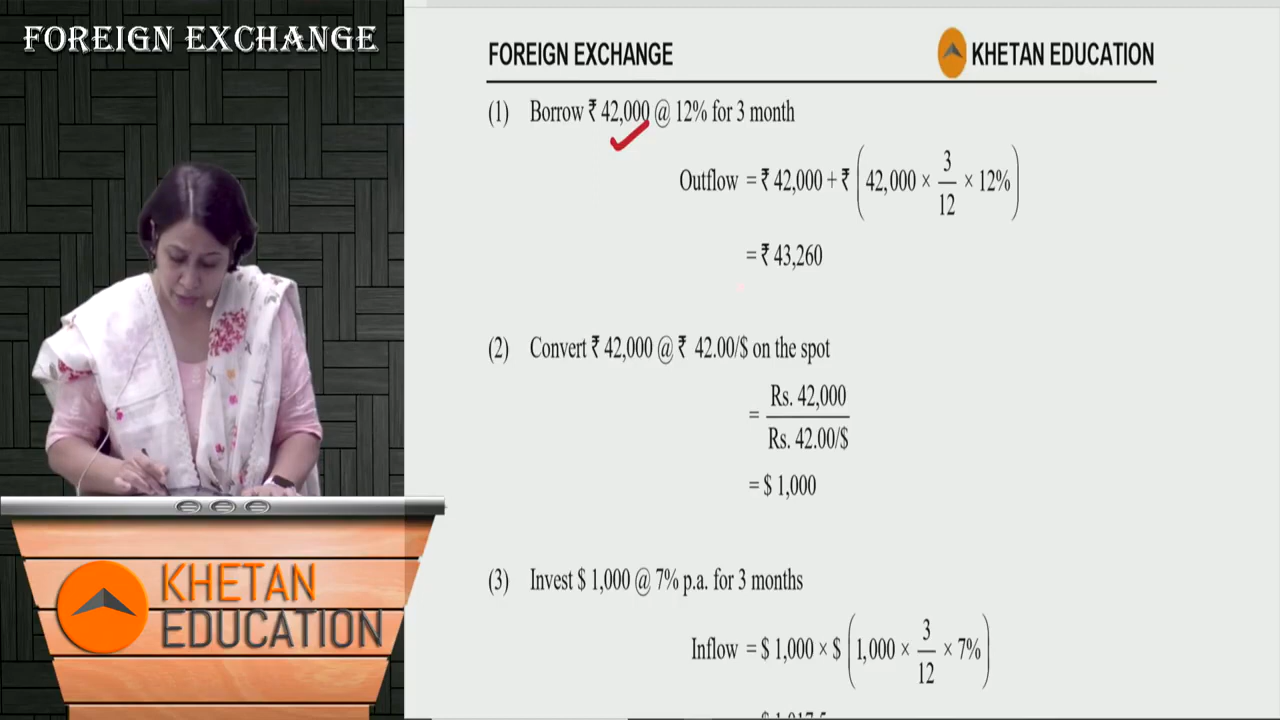 FOREIGN EXCHANGE
FOREIGN EXCHANGE
KHETAN EDUCATION
(1) Borrow ₹ 42,000 @ 12% for 3 month
Outflow = ₹ 42,000 + ₹ (42,000 × 3/12 × 12%)
= ₹ 43,260
(2) Convert ₹ 42,000 @ ₹ 42.00/$ on the spot
= Rs. 42,000
Rs. 42.00/$
= $ 1,000
(3) Invest $ 1,000 @ 7% p.a. for 3 months
Inflow = $ 1,000 × $ (1,000 × 3/12 × 7%)
KHETAN
EDUCATION